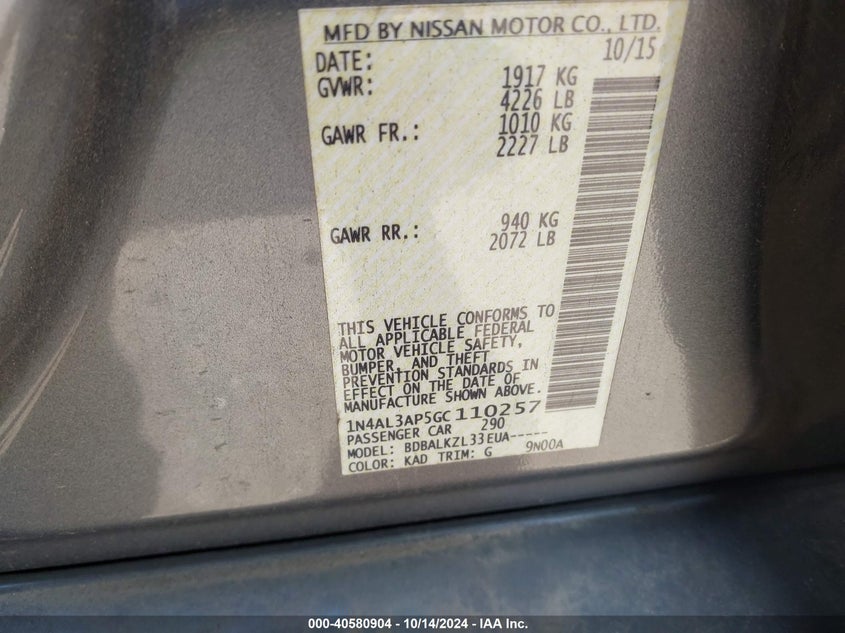 MFD BY NISSAN MOTOR CO., LTD.
DATE: 10/15
GVWR: 1917 KG
4226 LB
GAWR FR.: 1010 KG
2227 LB
GAWR RR.: 940 KG
2072 LB
THIS VEHICLE CONFORMS TO
ALL APPLICABLE FEDERAL
MOTOR VEHICLE SAFETY,
BUMPER, AND THEFT
PREVENTION STANDARDS IN
EFFECT ON THE DATE OF
MANUFACTURE SHOWN ABOVE.
1N4AL3AP5GC110257
PASSENGER CAR 290
MODEL: BDBALKZL33EUA-----
COLOR: KAD TRIM: G 9N00A
000-40580904 - 10/14/2024 - IAA Inc.